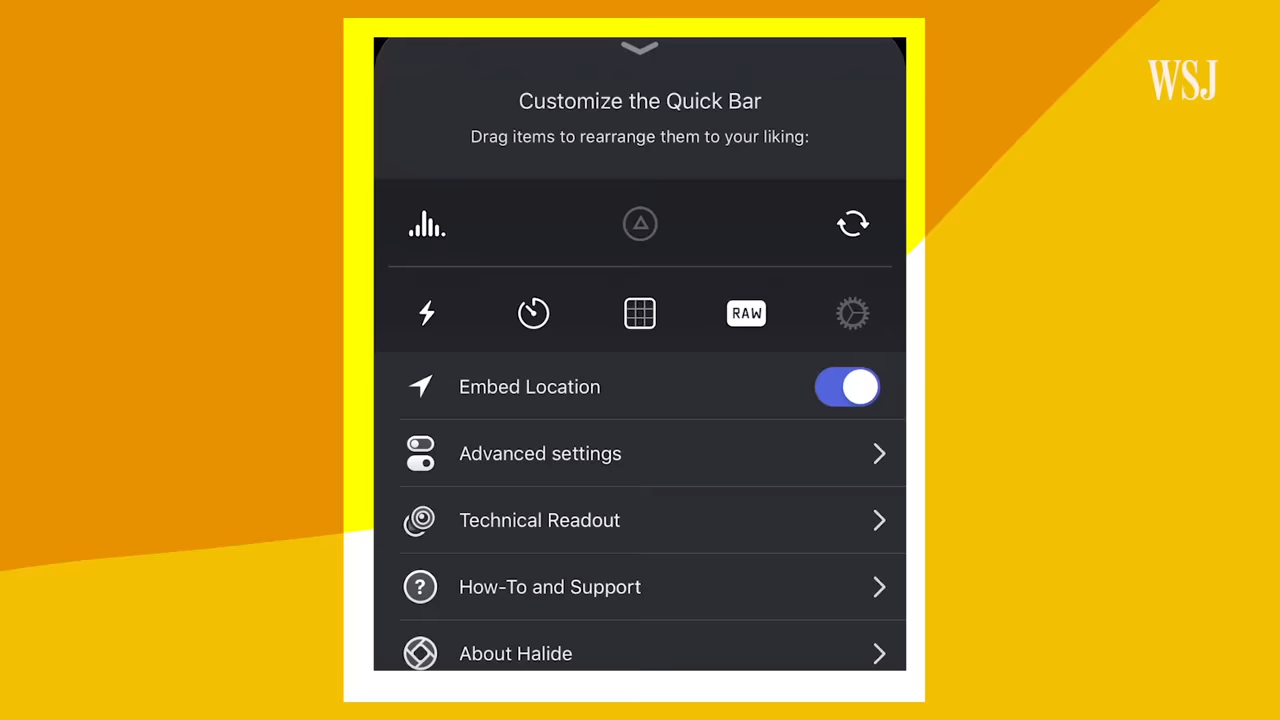 WSJ
Customize the Quick Bar
Drag items to rearrange them to your liking:
RAW
Embed Location
Advanced settings
Technical Readout
?
How-To and Support
About Halide